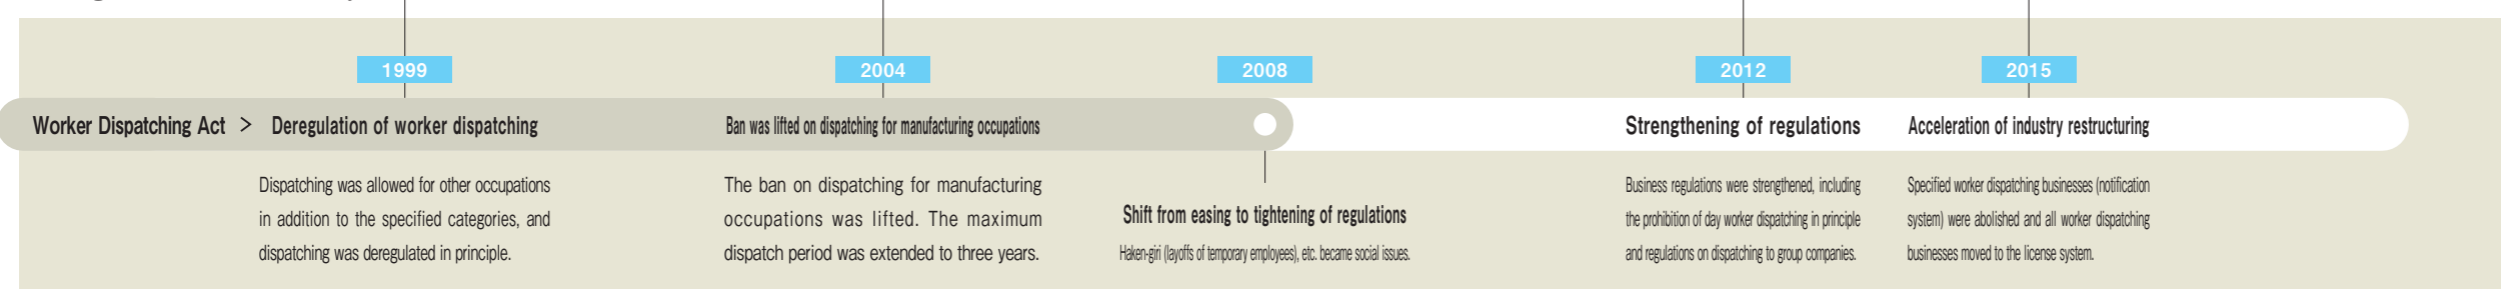 1999
Worker Dispatching Act > Deregulation of worker dispatching
Dispatching was allowed for other occupations
in addition to the specified categories, and
dispatching was deregulated in principle.
2004
Ban was lifted on dispatching for manufacturing occupations
The ban on dispatching for manufacturing
occupations was lifted. The maximum
dispatch period was extended to three years.
2008
Shift from easing to tightening of regulations
Haken-giri (layoffs of temporary employees), etc. became social issues.
2012
Strengthening of regulations
Business regulations were strengthened, including
the prohibition of day worker dispatching in principle
and regulations on dispatching to group companies.
2015
Acceleration of industry restructuring
Specified worker dispatching businesses (notification
system) were abolished and all worker dispatching
businesses moved to the license system.